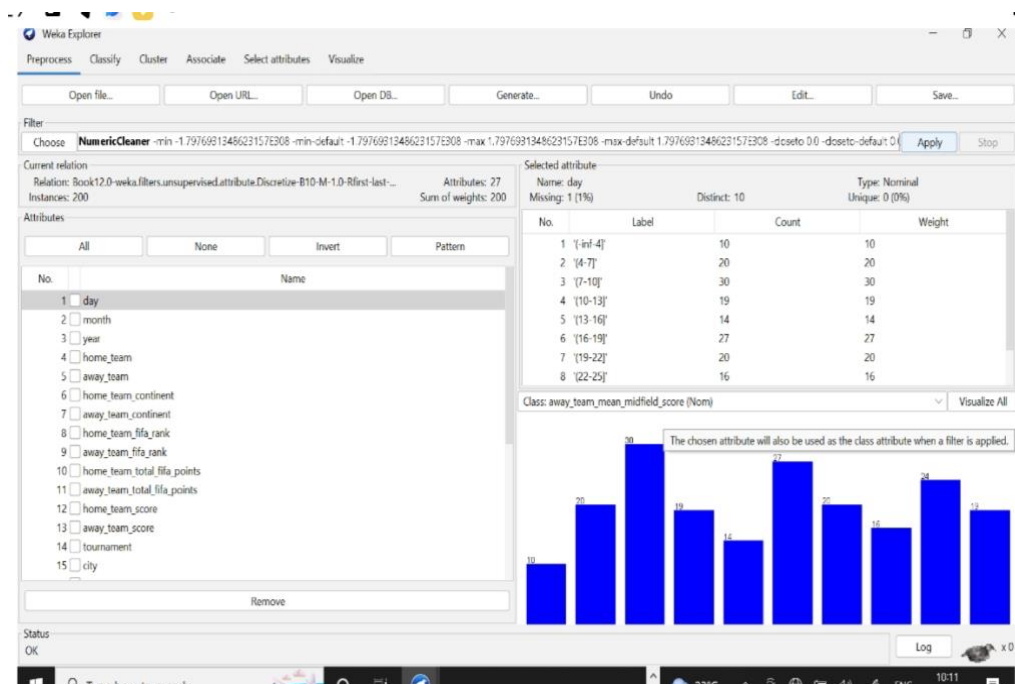 Weka Explorer
Preprocess Classify Cluster Associate Select attributes Visualize
Open file... Open URL... Open DB... Generate... Undo Edit... Save...
Filter
Choose NumericCleaner -min -1.7976931348623157E308 -min-default -1.7976931348623157E308 -max 1.7976931348623157E308 -max-default 1.7976931348623157E308 -closeto 0.0 -closeto-default 0.( Apply Stop
Current relation
Relation: Book12.0-weka.filters.unsupervised.attribute.Discretize-B10-M-1.0-Rfirst-last-... Attributes: 27
Instances: 200 Sum of weights: 200
Attributes
All None Invert Pattern
No. Name
1 day
2 month
3 year
4 home_team
5 away_team
6 home_team_continent
7 away_team_continent
8 home_team_fifa_rank
9 away_team_fifa_rank
10 home_team_total_fifa_points
11 away_team_total_fifa_points
12 home_team_score
13 away_team_score
14 tournament
15 city
Remove
Selected attribute
Name: day Type: Nominal
Missing: 1 (1%) Distinct: 10 Unique: 0 (0%)
No. Label Count Weight
1 '(-inf-4]' 10 10
2 '(4-7]' 20 20
3 '(7-10]' 30 30
4 '(10-13]' 19 19
5 '(13-16]' 14 14
6 '(16-19]' 27 27
7 '(19-22]' 20 20
8 '(22-25]' 16 16
Class: away_team_mean_midfield_score (Nom) Visualize All
The chosen attribute will also be used as the class attribute when a filter is applied.
10 20 30 19 14 27 20 16 24 19
Status
OK Log x 0
10:11